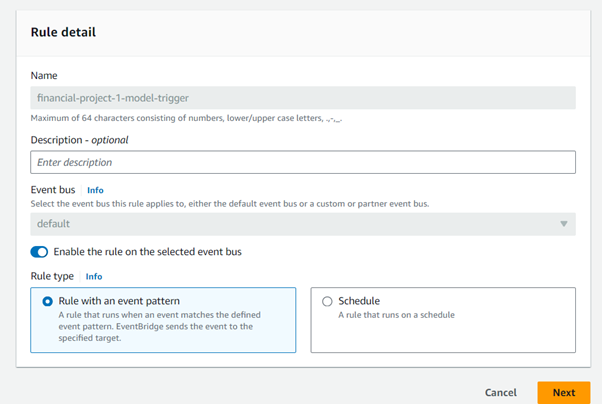 Rule detail
Name
financial-project-1-model-trigger
Maximum of 64 characters consisting of numbers, lower/upper case letters, .,-,_.
Description - optional
Enter description
Event bus Info
Select the event bus this rule applies to, either the default event bus or a custom or partner event bus.
default
Enable the rule on the selected event bus
Rule type Info
Rule with an event pattern
A rule that runs when an event matches the defined
event pattern. EventBridge sends the event to the
specified target.
Schedule
A rule that runs on a schedule
Cancel Next